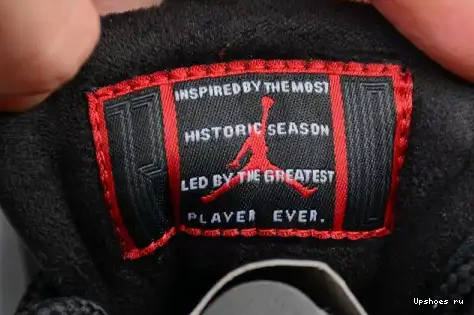 INSPIRED BY THE MOST
HISTORIC SEASON
LED BY THE GREATEST
PLAYER EVER.
Upshoes ru